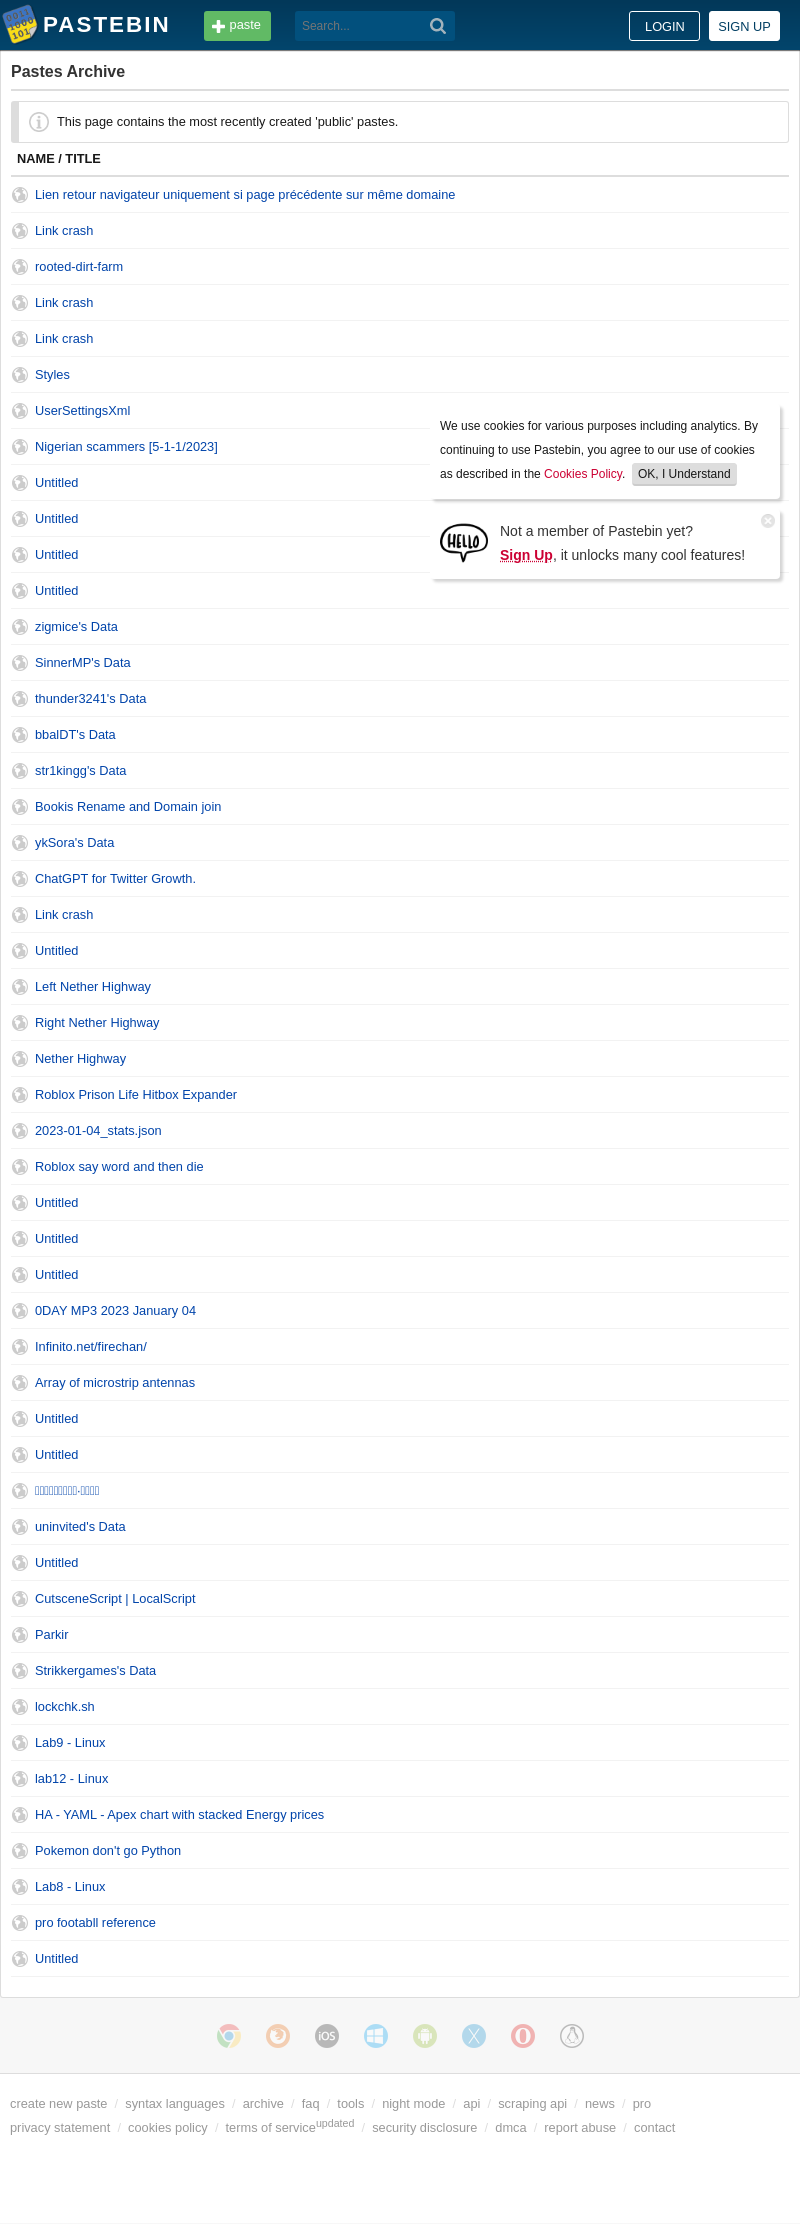 PASTEBIN paste Search... LOGIN SIGN UP
Pastes Archive
This page contains the most recently created 'public' pastes.
NAME / TITLE
Lien retour navigateur uniquement si page précédente sur même domaine
Link crash
rooted-dirt-farm
Link crash
Link crash
Styles
UserSettingsXml
Nigerian scammers [5-1-1/2023]
Untitled
Untitled
Untitled
Untitled
We use cookies for various purposes including analytics. By
continuing to use Pastebin, you agree to our use of cookies
as described in the Cookies Policy. OK, I Understand
HELLO
Not a member of Pastebin yet?
Sign Up, it unlocks many cool features!
zigmice's Data
SinnerMP's Data
thunder3241's Data
bbalDT's Data
str1kingg's Data
Bookis Rename and Domain join
ykSora's Data
ChatGPT for Twitter Growth.
Link crash
Untitled
Left Nether Highway
Right Nether Highway
Nether Highway
Roblox Prison Life Hitbox Expander
2023-01-04_stats.json
Roblox say word and then die
Untitled
Untitled
Untitled
0DAY MP3 2023 January 04
Infinito.net/firechan/
Array of microstrip antennas
Untitled
Untitled
uninvited's Data
Untitled
CutsceneScript | LocalScript
Parkir
Strikkergames's Data
lockchk.sh
Lab9 - Linux
lab12 - Linux
HA - YAML - Apex chart with stacked Energy prices
Pokemon don't go Python
Lab8 - Linux
pro footabll reference
Untitled
iOS
create new paste / syntax languages / archive / faq / tools / night mode / api / scraping api / news / pro
privacy statement / cookies policy / terms of service updated / security disclosure / dmca / report abuse / contact